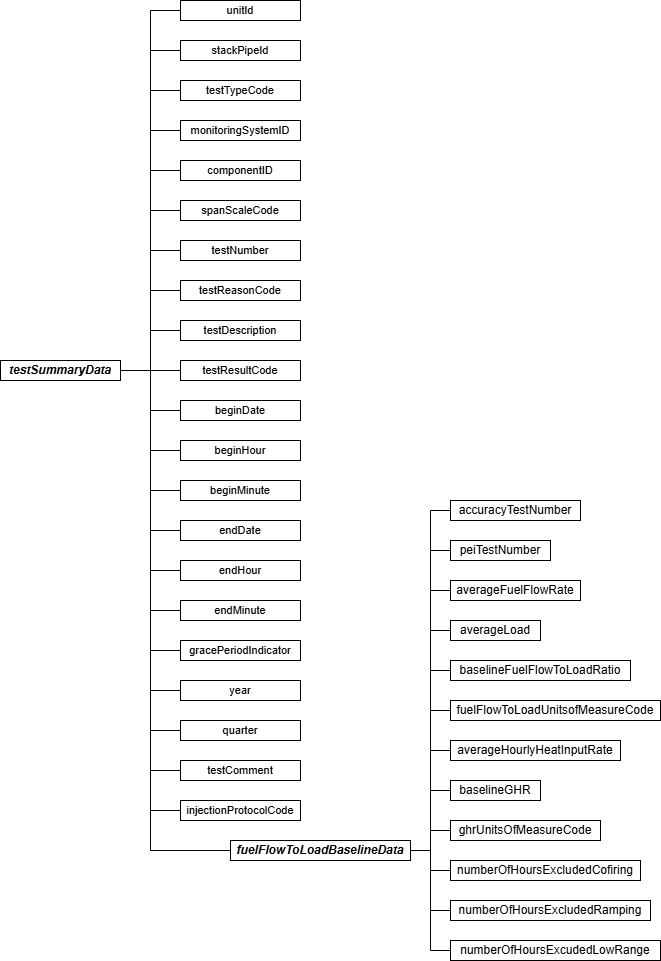 unitId
stackPipeId
testTypeCode
monitoringSystemID
componentID
spanScaleCode
testNumber
testReasonCode
testDescription
testSummaryData
testResultCode
beginDate
beginHour
beginMinute
endDate
endHour
endMinute
gracePeriodIndicator
year
quarter
testComment
injectionProtocolCode
fuelFlowToLoadBaselineData
accuracyTestNumber
peiTestNumber
averageFuelFlowRate
averageLoad
baselineFuelFlowToLoadRatio
fuelFlowToLoadUnitsofMeasureCode
averageHourlyHeatInputRate
baselineGHR
ghrUnitsOfMeasureCode
numberOfHoursExcludedCofiring
numberOfHoursExcludedRamping
numberOfHoursExcudedLowRange